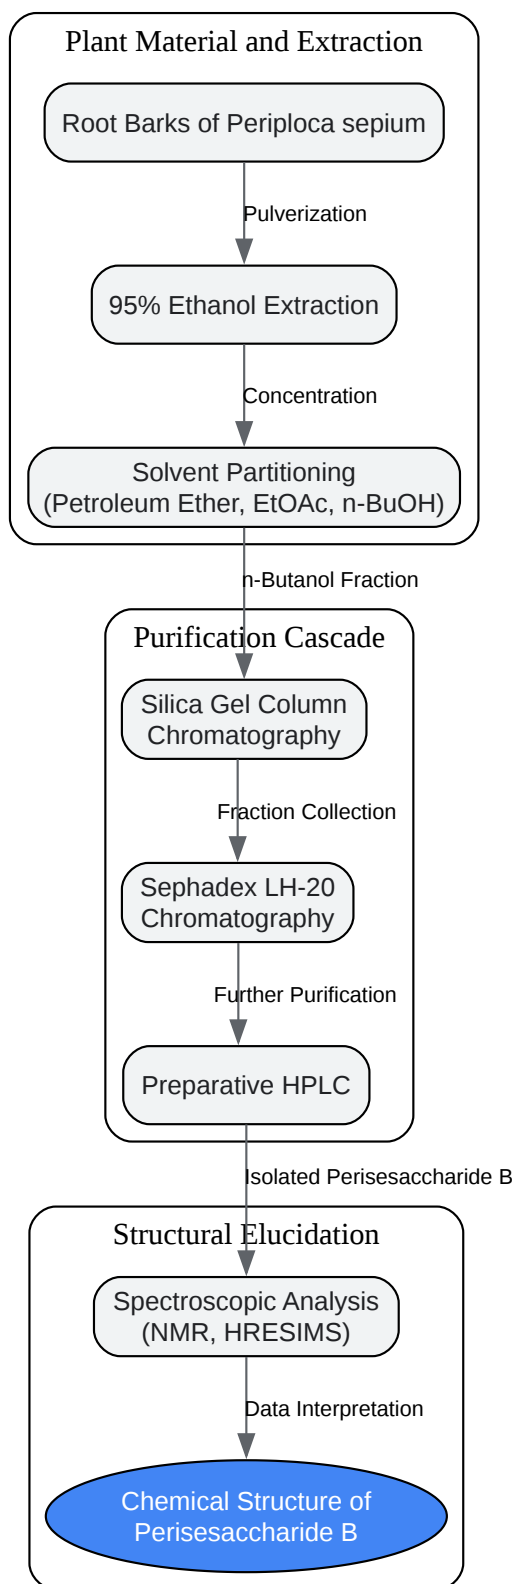 Plant Material and Extraction
Root Barks of Periploca sepium
Pulverization
95% Ethanol Extraction
Concentration
Solvent Partitioning
(Petroleum Ether, EtOAc, n-BuOH)
n-Butanol Fraction
Purification Cascade
Silica Gel Column
Chromatography
Fraction Collection
Sephadex LH-20
Chromatography
Further Purification
Preparative HPLC
Isolated Perisesaccharide B
Structural Elucidation
Spectroscopic Analysis
(NMR, HRESIMS)
Data Interpretation
Chemical Structure of
Perisesaccharide B